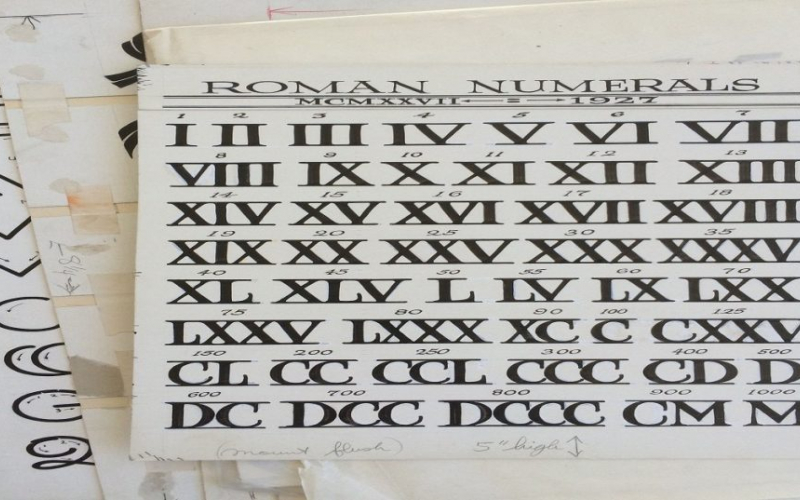 ROMAN NUMERALS
MCMXXVII = 1927
1 2 3 4 5 6 7
I II III IV V VI VII
8 9 10 11 12 13
VIII IX X XI XII XIII
14 15 16 17 18
XIV XV XVI XVII XVIII
19 20 25 30 35
XIX XX XXV XXX XXXV
40 45 50 55 60 70
XL XLV L LV LX LXX
75 80 90 100 125
LXXV LXXX XC C CXXV
150 200 250 300 400 500
CL CC CCL CCC CD D
600 700 800 900 1000
DC DCC DCCC CM M
(mount flush) 5" high